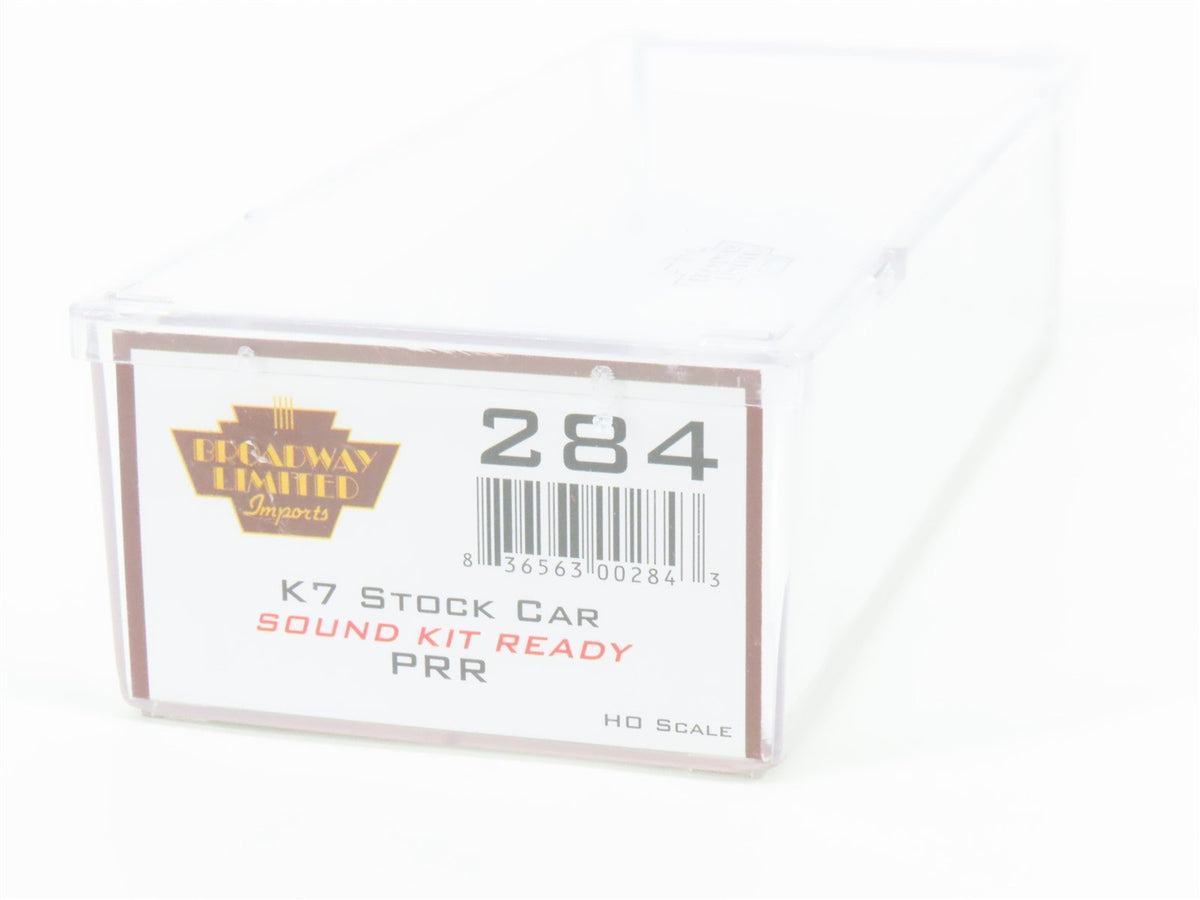 BROADWAY
LIMITED
Imports
284
8 36563 00284 3
K7 STOCK CAR
SOUND KIT READY
PRR
HO SCALE